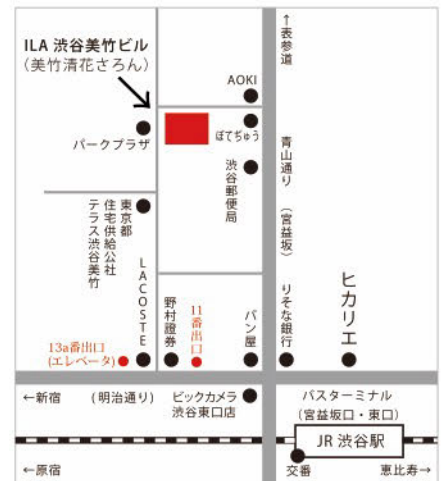 ILA 渋谷美竹ビル
(美竹清花さろん)
↑表参道
AOKI
パークプラザ
ぽてぢゅう
渋谷郵便局
青山通り
(宮益坂)
東京都
住宅供給公社
テラス渋谷美竹
LACOSTE
野村證券
11番出口
パン屋
りそな銀行
ヒカリエ
13a番出口
(エレベータ)
←新宿
(明治通り)
ビックカメラ
渋谷東口店
バスターミナル
(宮益坂口・東口)
JR 渋谷駅
←原宿
交番
恵比寿→